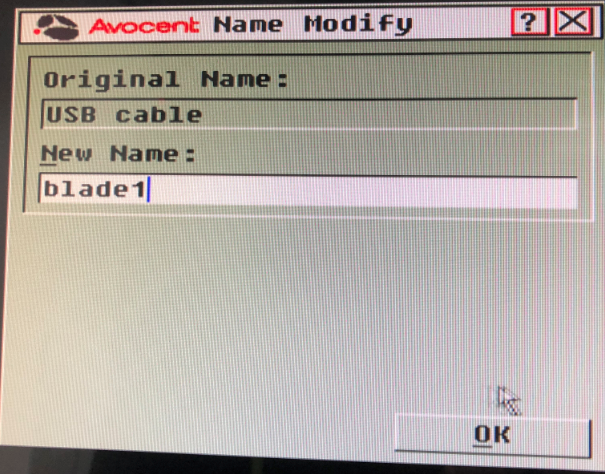 Avocent Name Modify ? X
Original Name:
USB cable
New Name:
blade1
OK